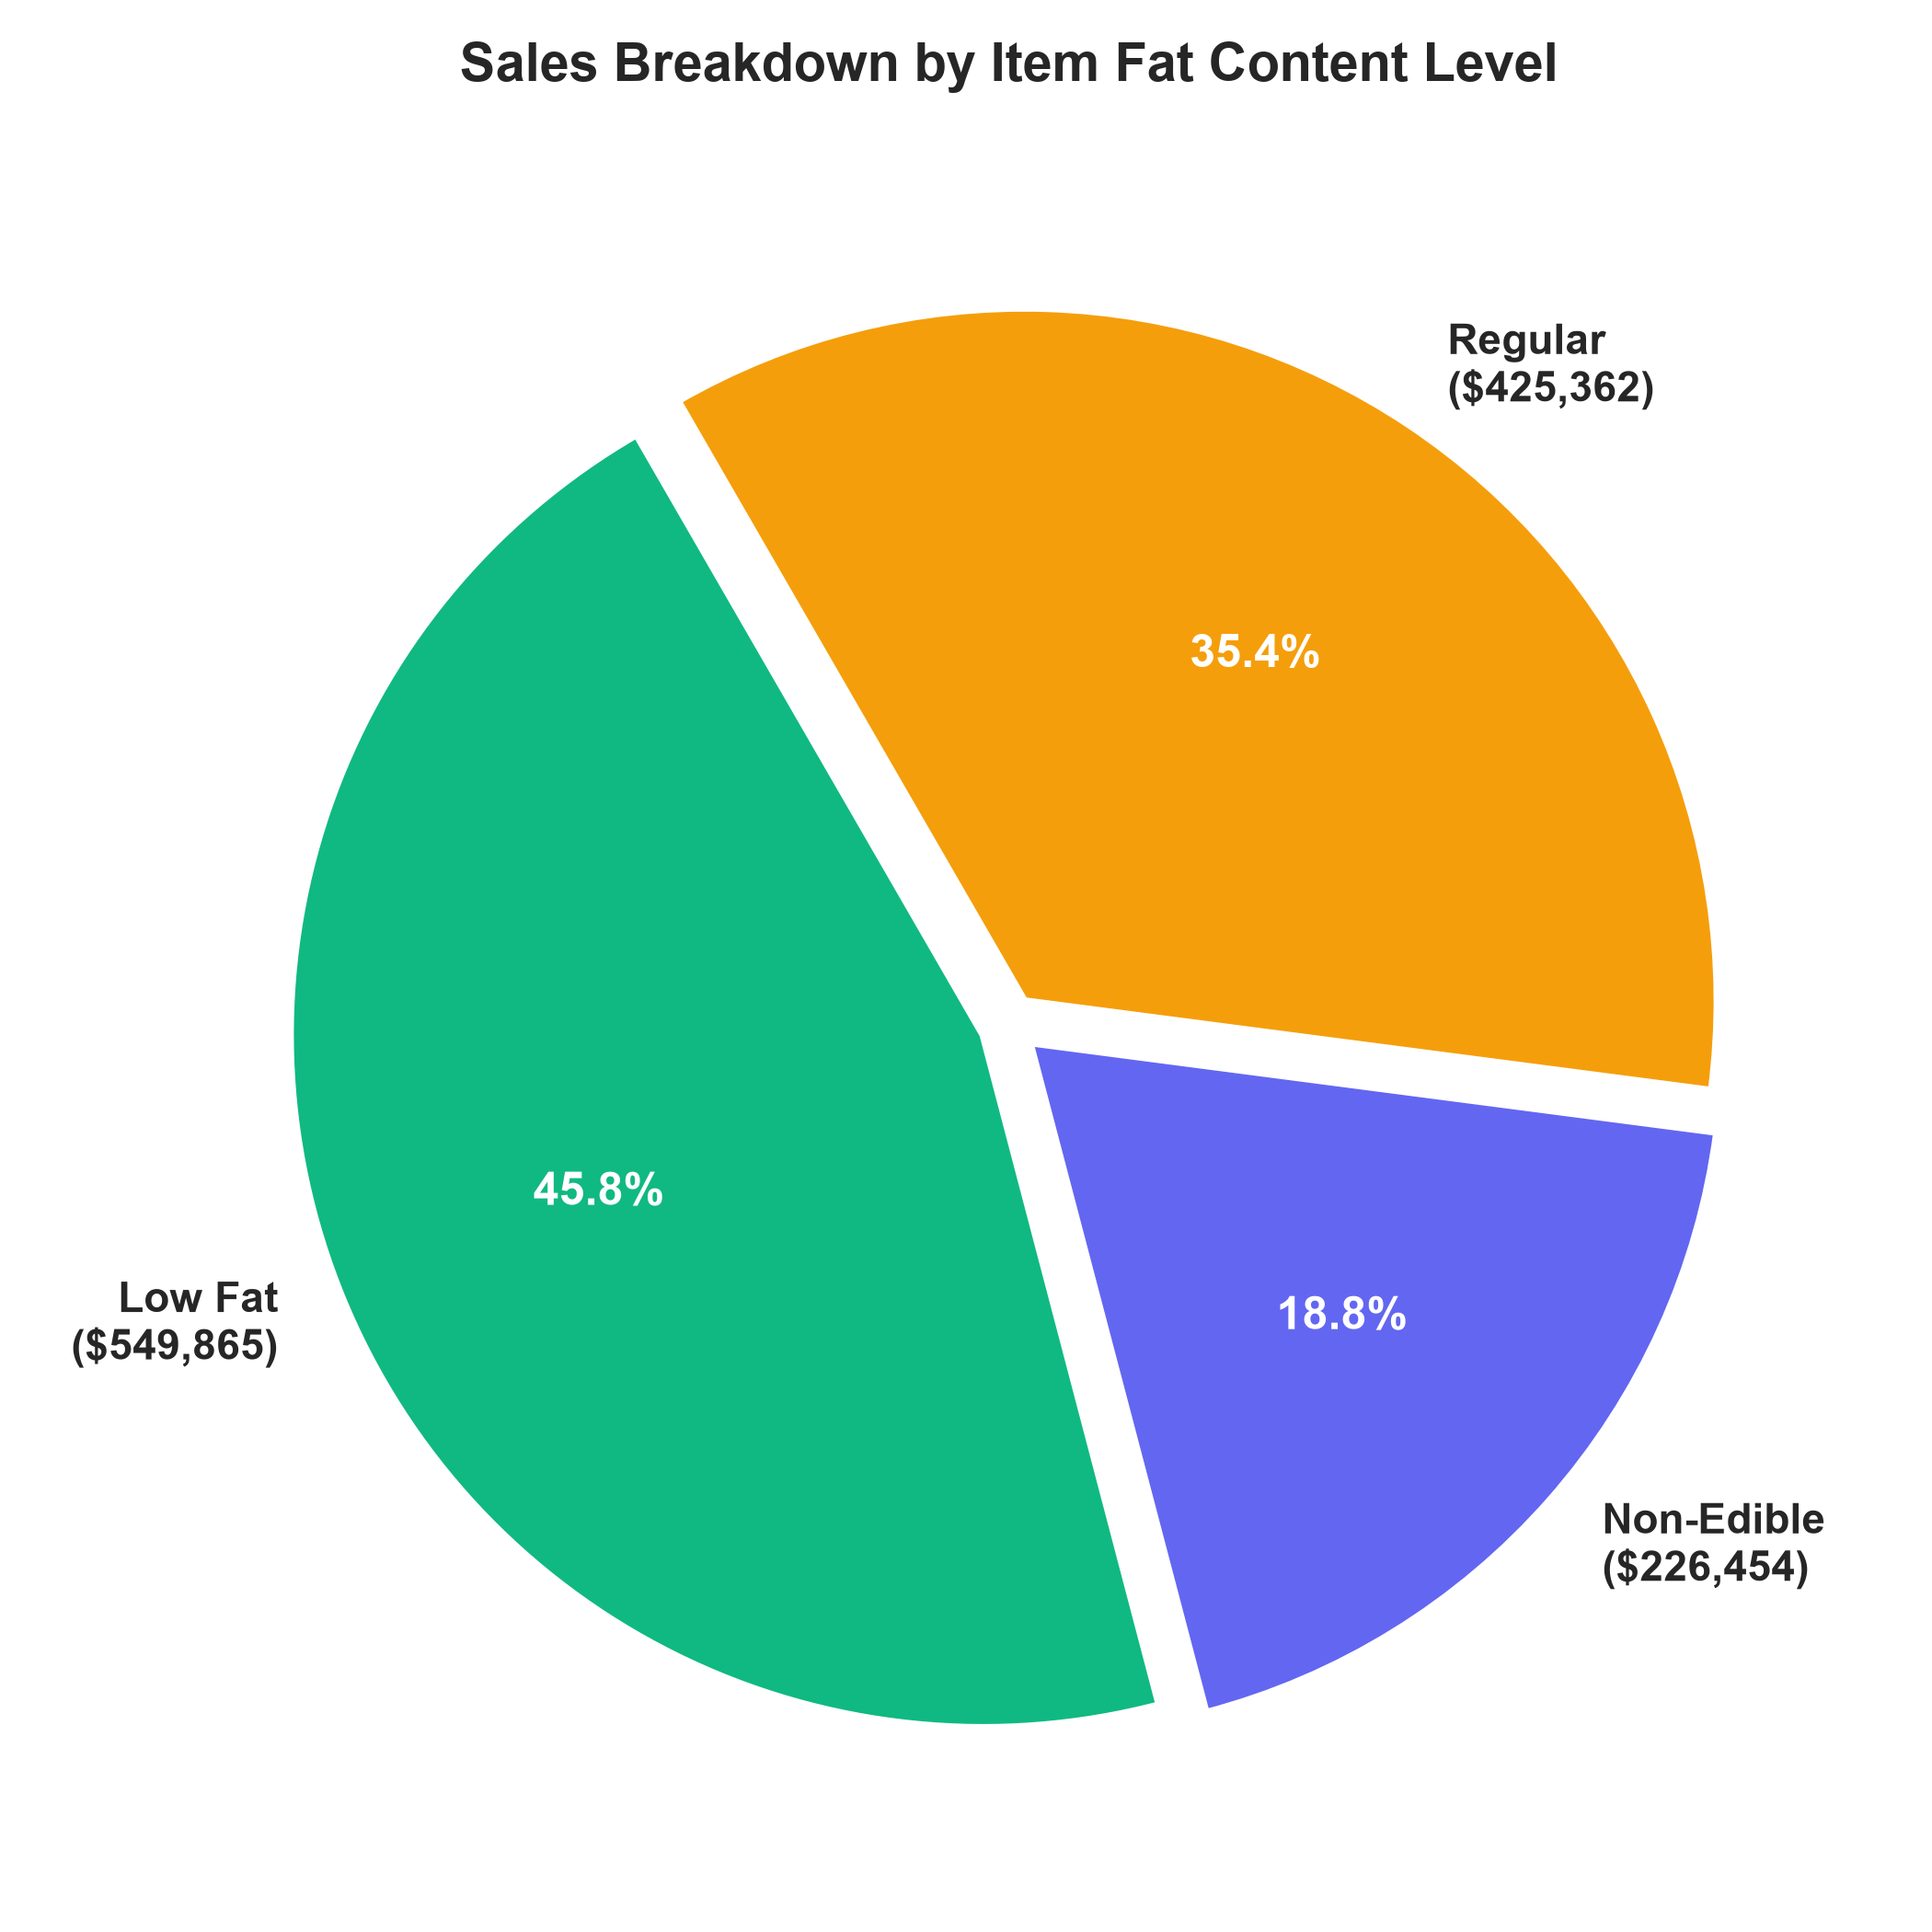 Sales Breakdown by Item Fat Content Level
Regular
($425,362)
35.4%
45.8%
Low Fat
($549,865)
18.8%
Non-Edible
($226,454)